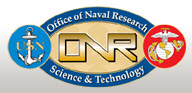 Office of Naval Research
ONR
Science & Technology